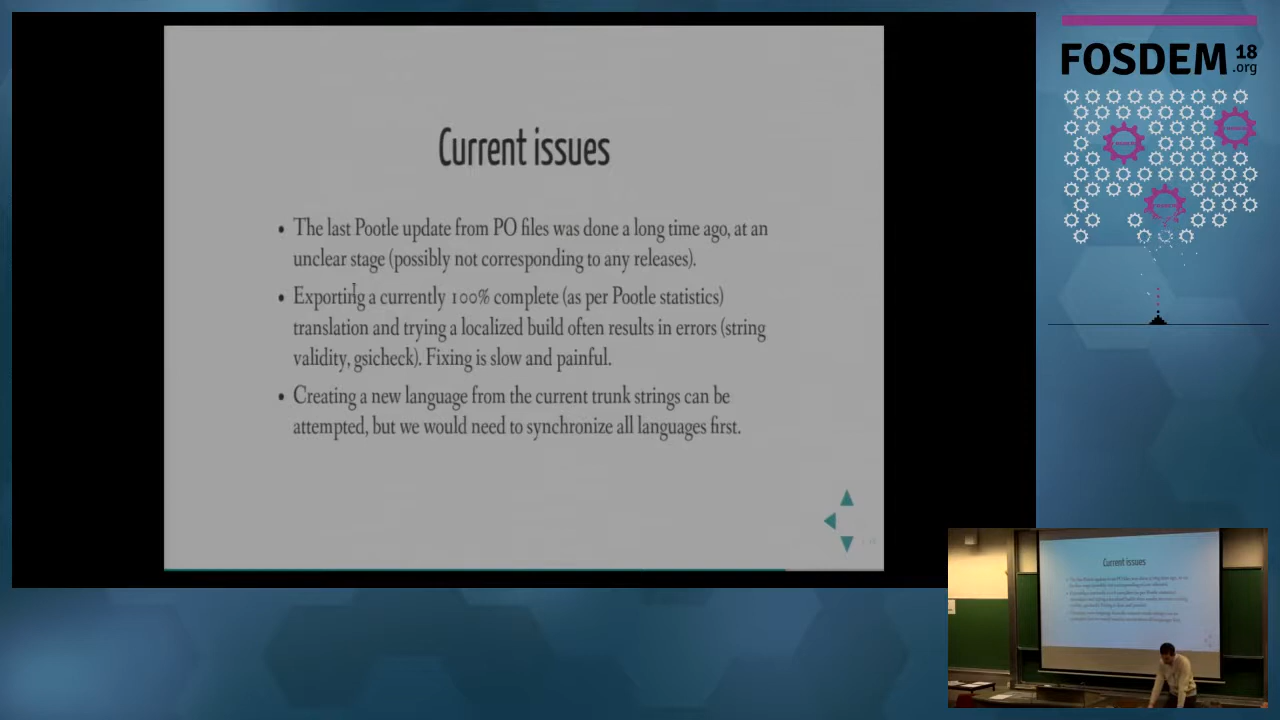 Current issues
• The last Pootle update from PO files was done a long time ago, at an
unclear stage (possibly not corresponding to any releases).
• Exporting a currently 100% complete (as per Pootle statistics)
translation and trying a localized build often results in errors (string
validity, gsicheck). Fixing is slow and painful.
• Creating a new language from the current trunk strings can be
attempted, but we would need to synchronize all languages first.
FOSDEM 18
.org
Current issues